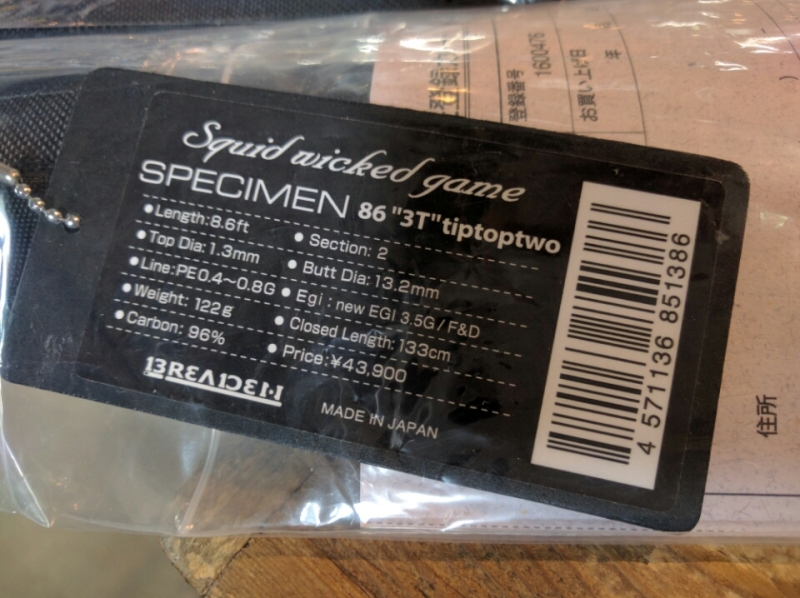 Squid wicked game
SPECIMEN 86 "3T"tiptoptwo
●Length:8.6ft ●Section: 2
●Top Dia:1.3mm ●Butt Dia:13.2mm
●Line:PE0.4〜0.8G ●Egi : new EGI 3.5G/F&D
●Weight: 122g ●Closed Length:133cm
●Carbon: 96% ●Price:¥43,900
BREADEN
MADE IN JAPAN
4 571136 851386
登録番号 1600476
お買い上げ日 年
住所